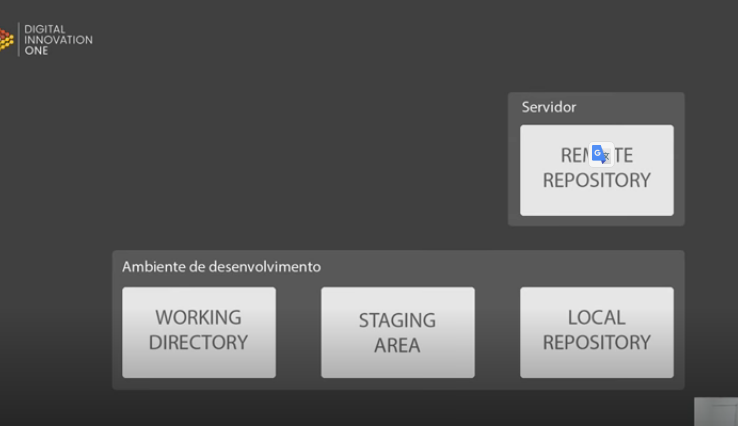 DIGITAL
INNOVATION
ONE
Servidor
REPOSITORY
Ambiente de desenvolvimento
WORKING
DIRECTORY
STAGING
AREA
LOCAL
REPOSITORY